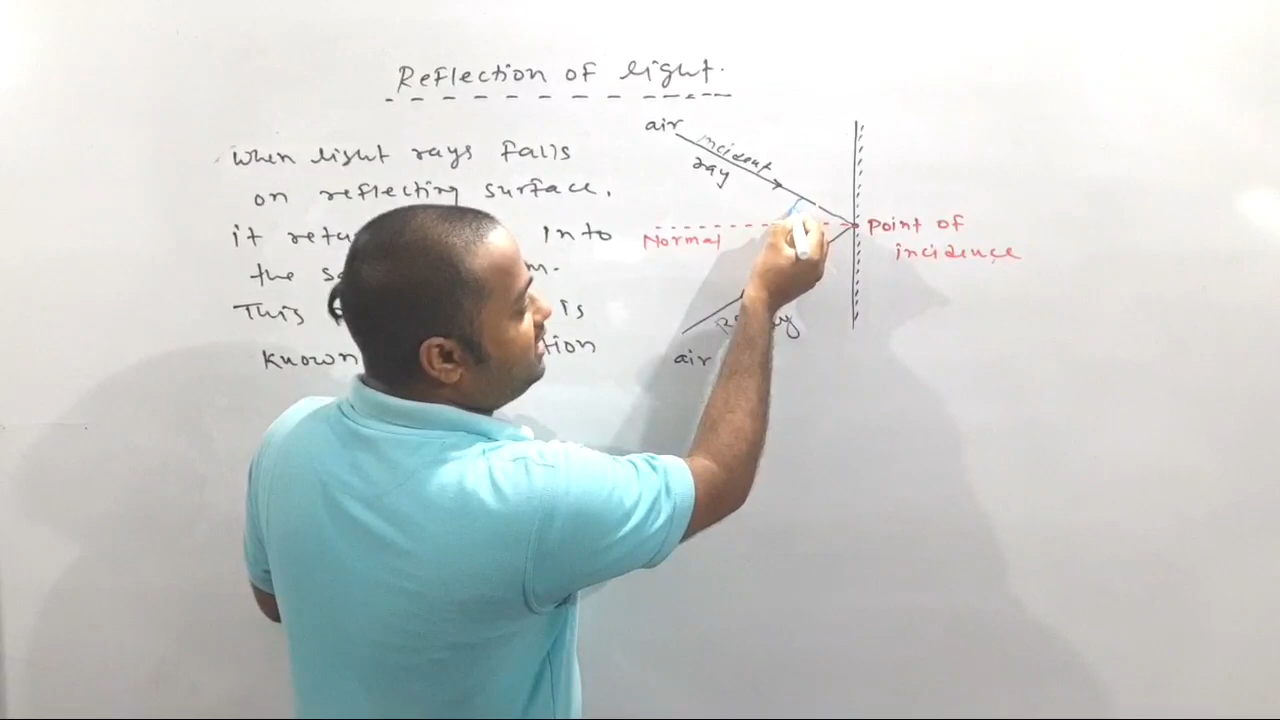 Reflection of light.
When light rays falls
on reflecting surface.
it into
the
This is
known
air
incident
ray
Normal
Point of
incidence
air